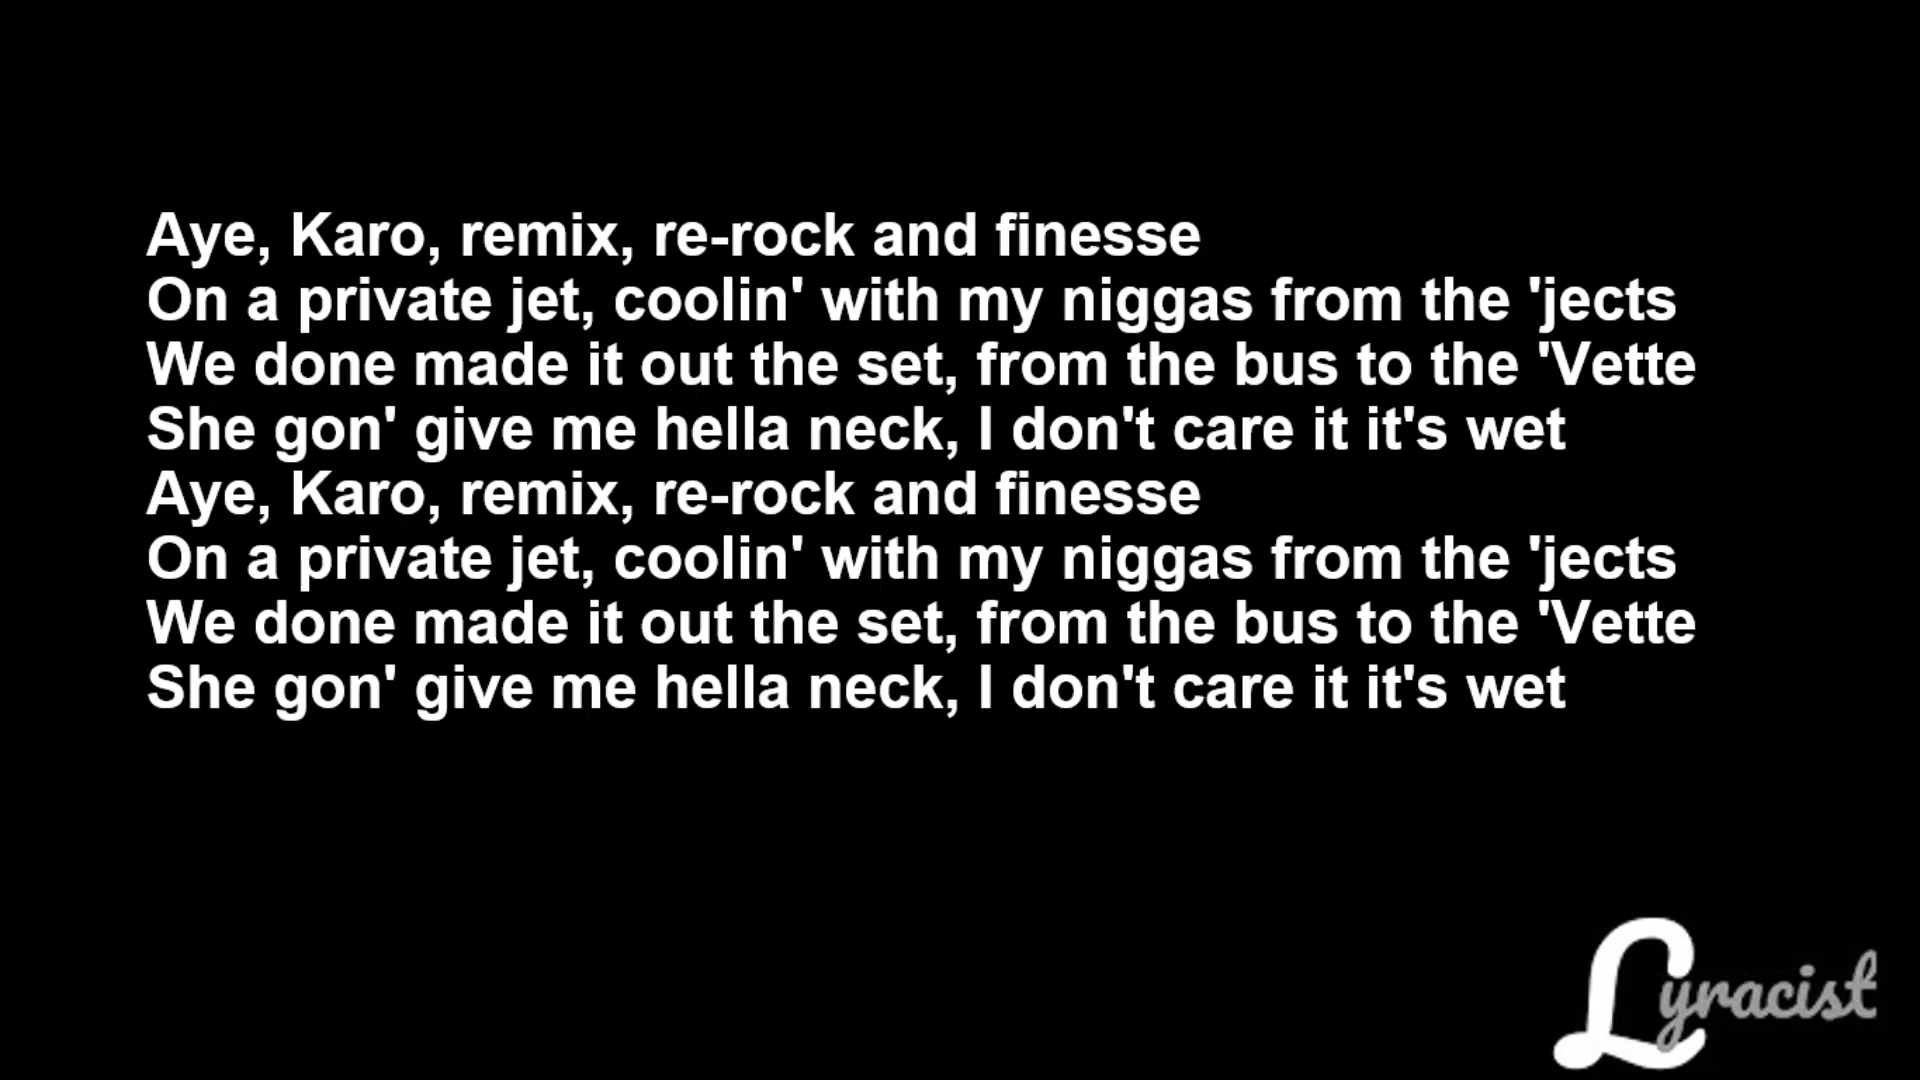 Aye, Karo, remix, re-rock and finesse
On a private jet, coolin' with my niggas from the 'jects
We done made it out the set, from the bus to the 'Vette
She gon' give me hella neck, I don't care it it's wet
Aye, Karo, remix, re-rock and finesse
On a private jet, coolin' with my niggas from the 'jects
We done made it out the set, from the bus to the 'Vette
She gon' give me hella neck, I don't care it it's wet
Lyracist